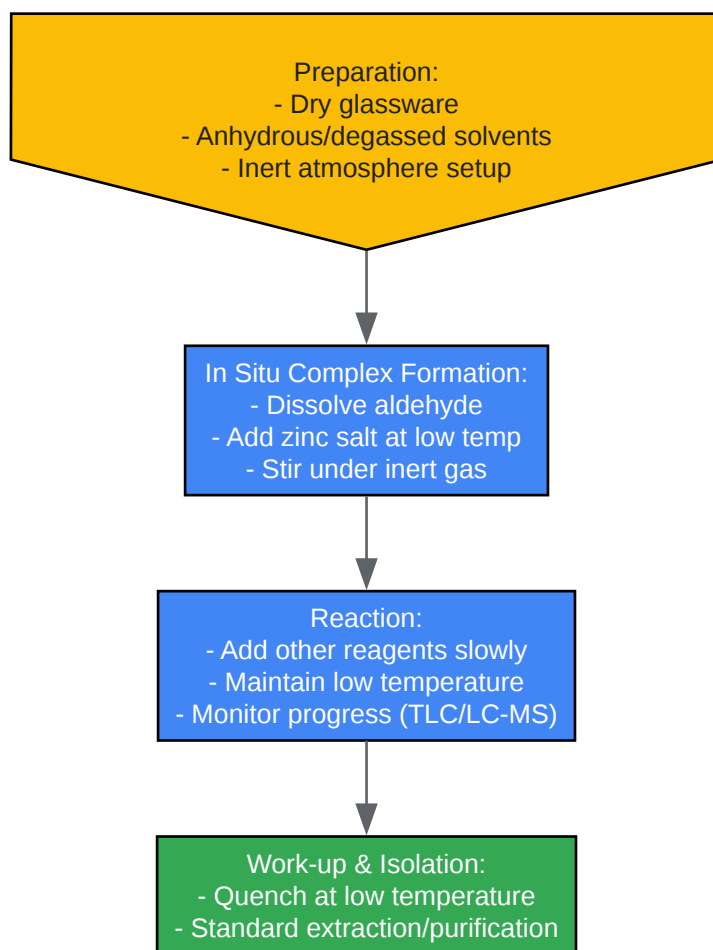 Preparation:
- Dry glassware
- Anhydrous/degassed solvents
- Inert atmosphere setup
In Situ Complex Formation:
- Dissolve aldehyde
- Add zinc salt at low temp
- Stir under inert gas
Reaction:
- Add other reagents slowly
- Maintain low temperature
- Monitor progress (TLC/LC-MS)
Work-up & Isolation:
- Quench at low temperature
- Standard extraction/purification